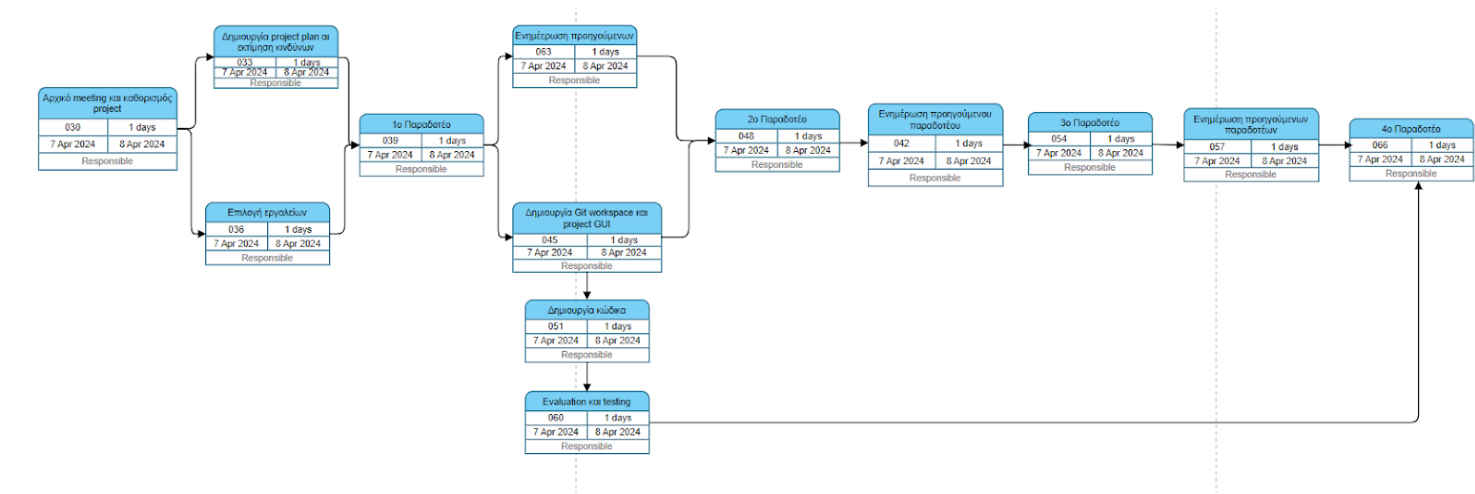 Αρχικό meeting και καθορισμός
project
030 1 days
7 Apr 2024 8 Apr 2024
Responsible
Δημιουργία project plan αι
εκτίμηση κινδύνων
033 1 days
7 Apr 2024 8 Apr 2024
Responsible
Επιλογή εργαλείων
036 1 days
7 Apr 2024 8 Apr 2024
Responsible
1ο Παραδοτέο
039 1 days
7 Apr 2024 8 Apr 2024
Responsible
Ενημέερωση προηγούμενων
063 1 days
7 Apr 2024 8 Apr 2024
Responsible
Δημιουργία Git workspace και
project GUI
045 1 days
7 Apr 2024 8 Apr 2024
Responsible
Δημιουργία κώδικα
051 1 days
7 Apr 2024 8 Apr 2024
Responsible
Evaluation και testing
060 1 days
7 Apr 2024 8 Apr 2024
Responsible
2ο Παραδοτέο
048 1 days
7 Apr 2024 8 Apr 2024
Responsible
Ενημέρωση προηγούμενου
παραδοτέου
042 1 days
7 Apr 2024 8 Apr 2024
Responsible
3ο Παραδοτέο
054 1 days
7 Apr 2024 8 Apr 2024
Responsible
Ενημέρωση προηγούμενων
παραδοτέων
057 1 days
7 Apr 2024 8 Apr 2024
Responsible
4ο Παραδοτέο
066 1 days
7 Apr 2024 8 Apr 2024
Responsible